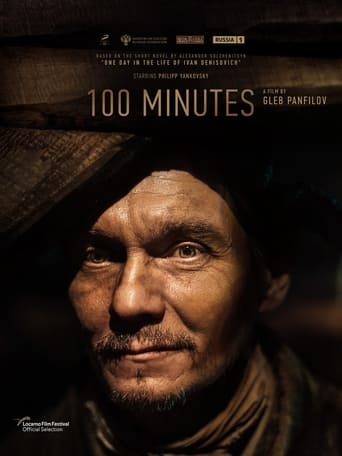 RUSSIA 1
BASED ON THE SHORT NOVEL BY ALEXANDER SOLZHENITSYN
"ONE DAY IN THE LIFE OF IVAN DENISOVICH"
STARRING PHILIPP YANKOVSKY
100 MINUTES
A FILM BY
GLEB PANFILOV
Locarno Film Festival
Official Selection